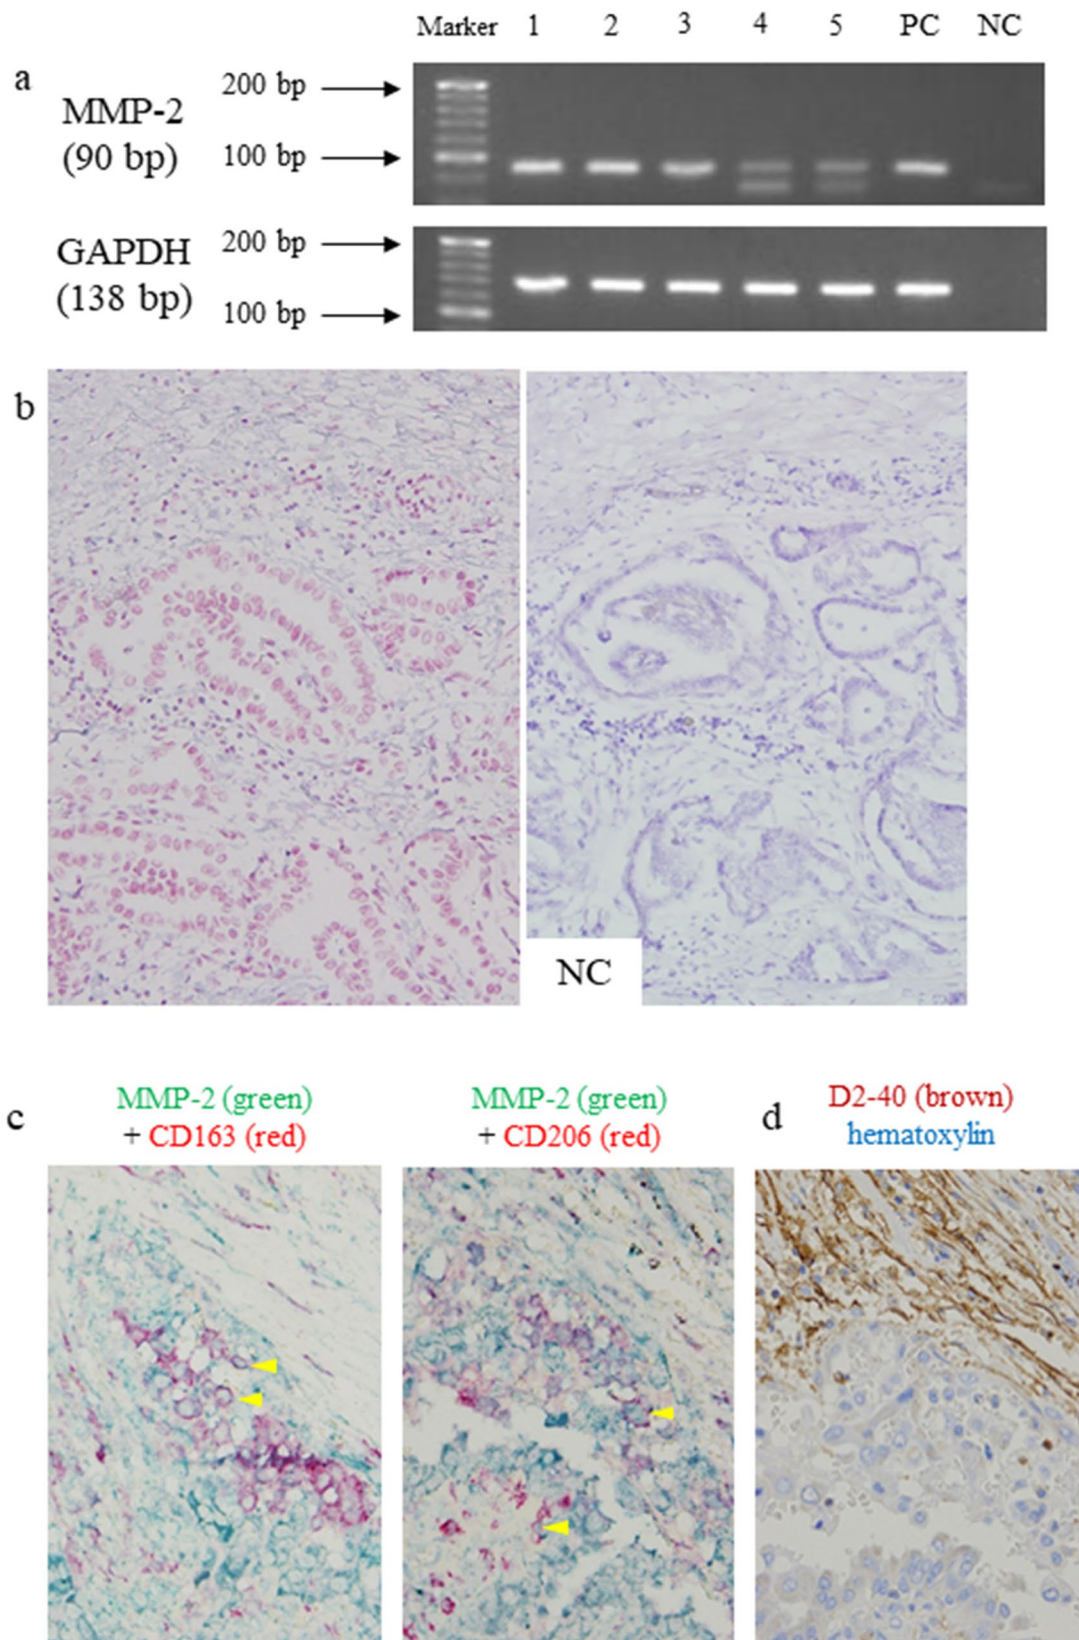 Marker 1 2 3 4 5 PC NC
a
MMP-2
(90 bp)
200 bp
100 bp
GAPDH
(138 bp)
200 bp
100 bp
b
NC
c
MMP-2 (green)
+ CD163 (red)
MMP-2 (green)
+ CD206 (red)
d
D2-40 (brown)
hematoxylin